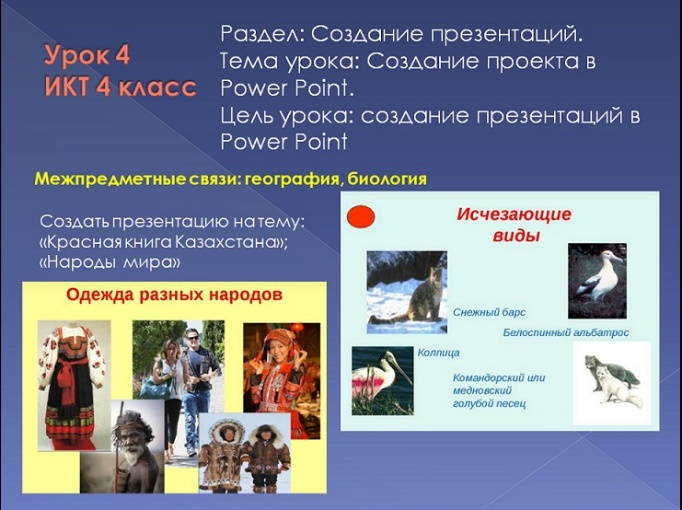 Урок 4
ИКТ 4 класс
Раздел: Создание презентаций.
Тема урока: Создание проекта в
Power Point.
Цель урока: создание презентаций в
Power Point
Межпредметные связи: география, биология
Создать презентацию на тему:
«Красная книга Казахстана»;
«Народы мира»
Одежда разных народов
Исчезающие
виды
Снежный барс
Белоспинный альбатрос
Колпица
Командорский или
медновский
голубой песец